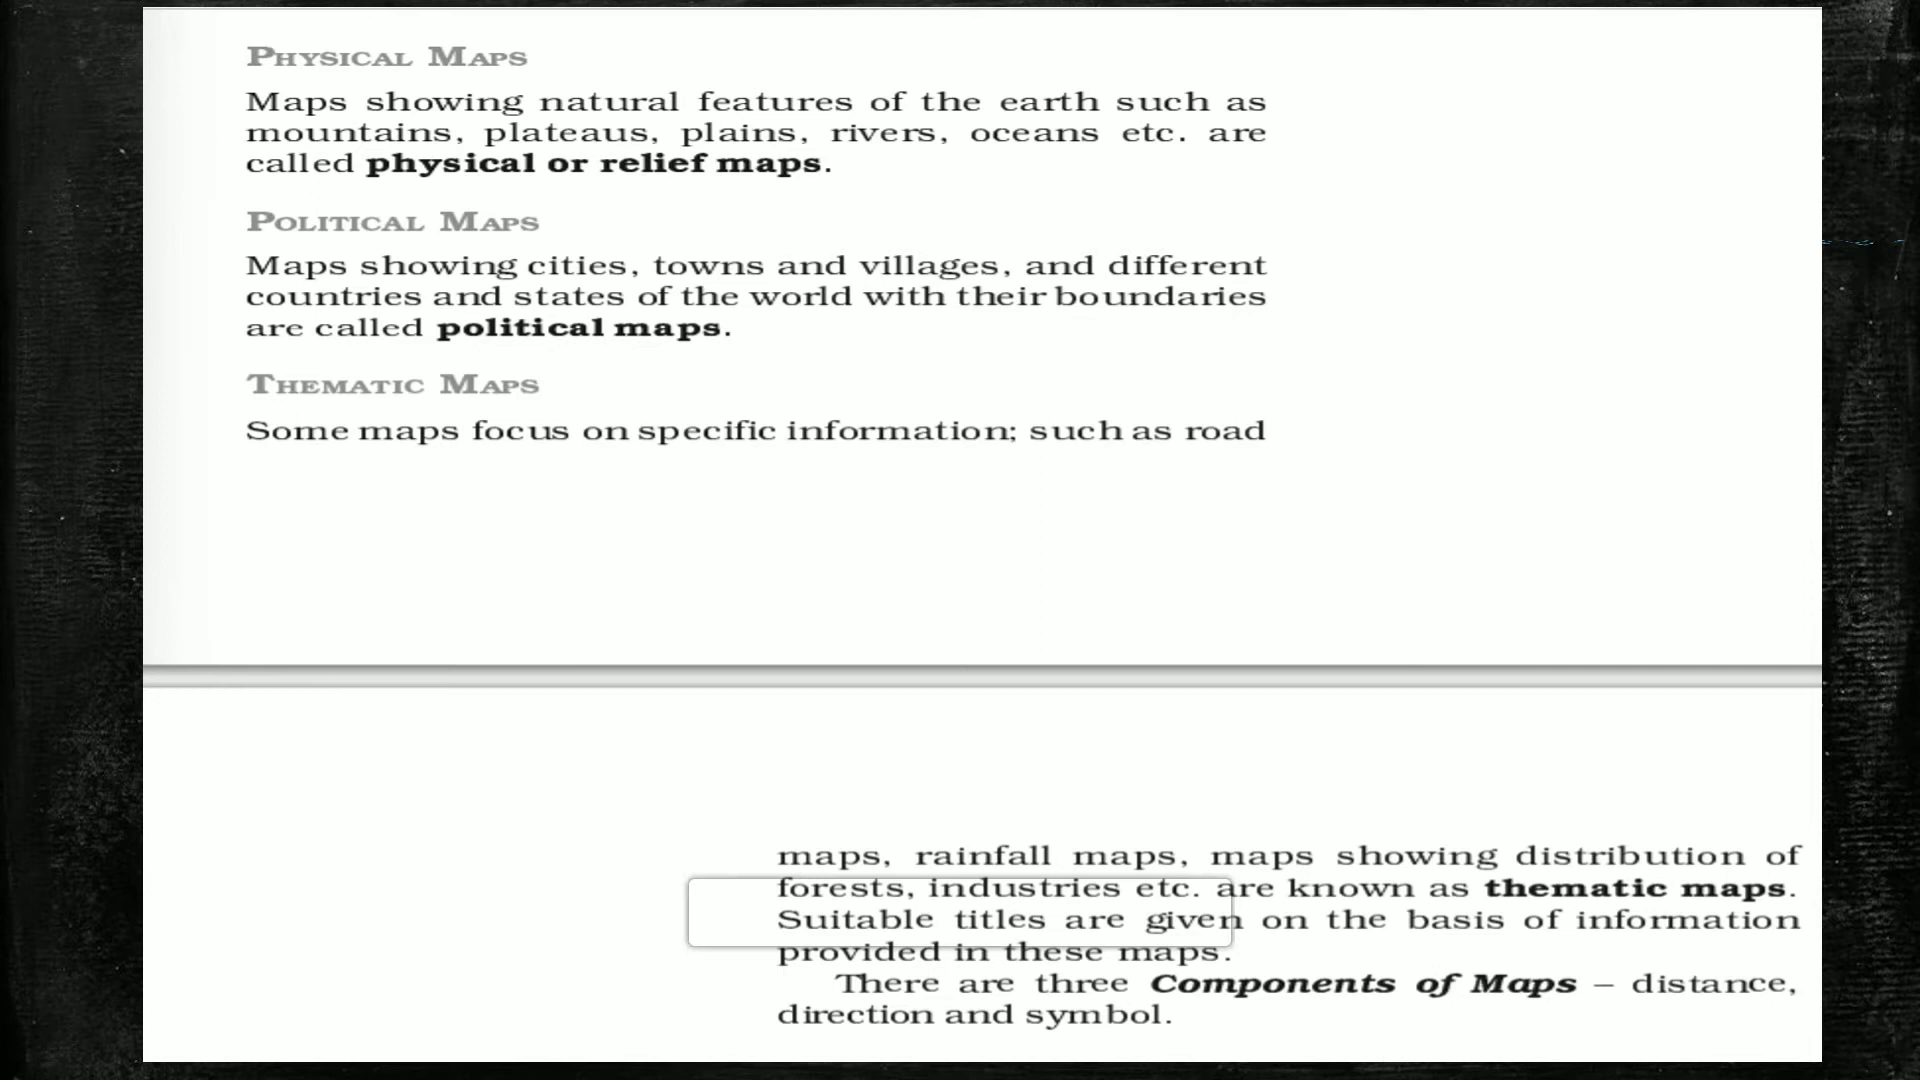 Physical Maps
Maps showing natural features of the earth such as
mountains, plateaus, plains, rivers, oceans etc. are
called physical or relief maps.
Political Maps
Maps showing cities, towns and villages, and different
countries and states of the world with their boundaries
are called political maps.
Thematic Maps
Some maps focus on specific information; such as road
maps, rainfall maps, maps showing distribution of
forests, industries etc. are known as thematic maps.
Suitable titles are given on the basis of information
provided in these maps.
There are three Components of Maps – distance,
direction and symbol.